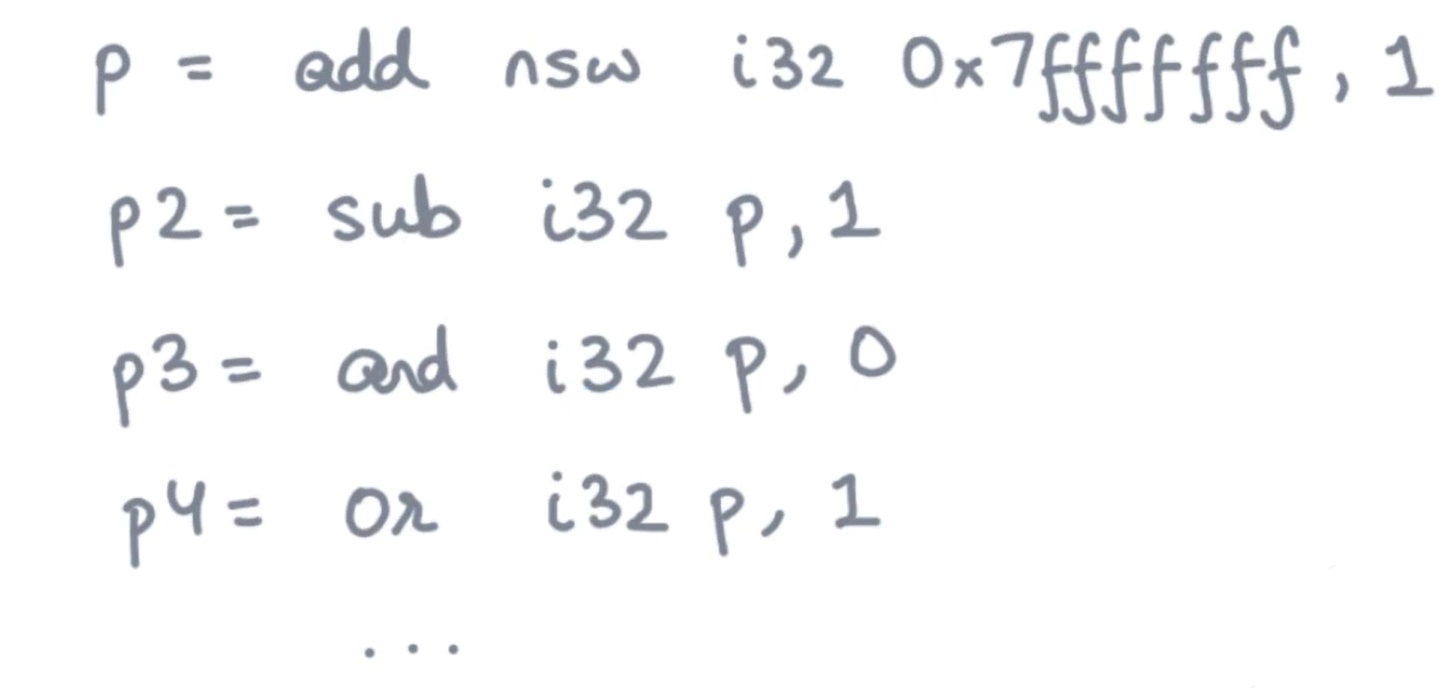 p = add nsw i32 0x7fffffff, 1
p2 = sub i32 p, 1
p3 = and i32 p, 0
p4 = or i32 p, 1
...